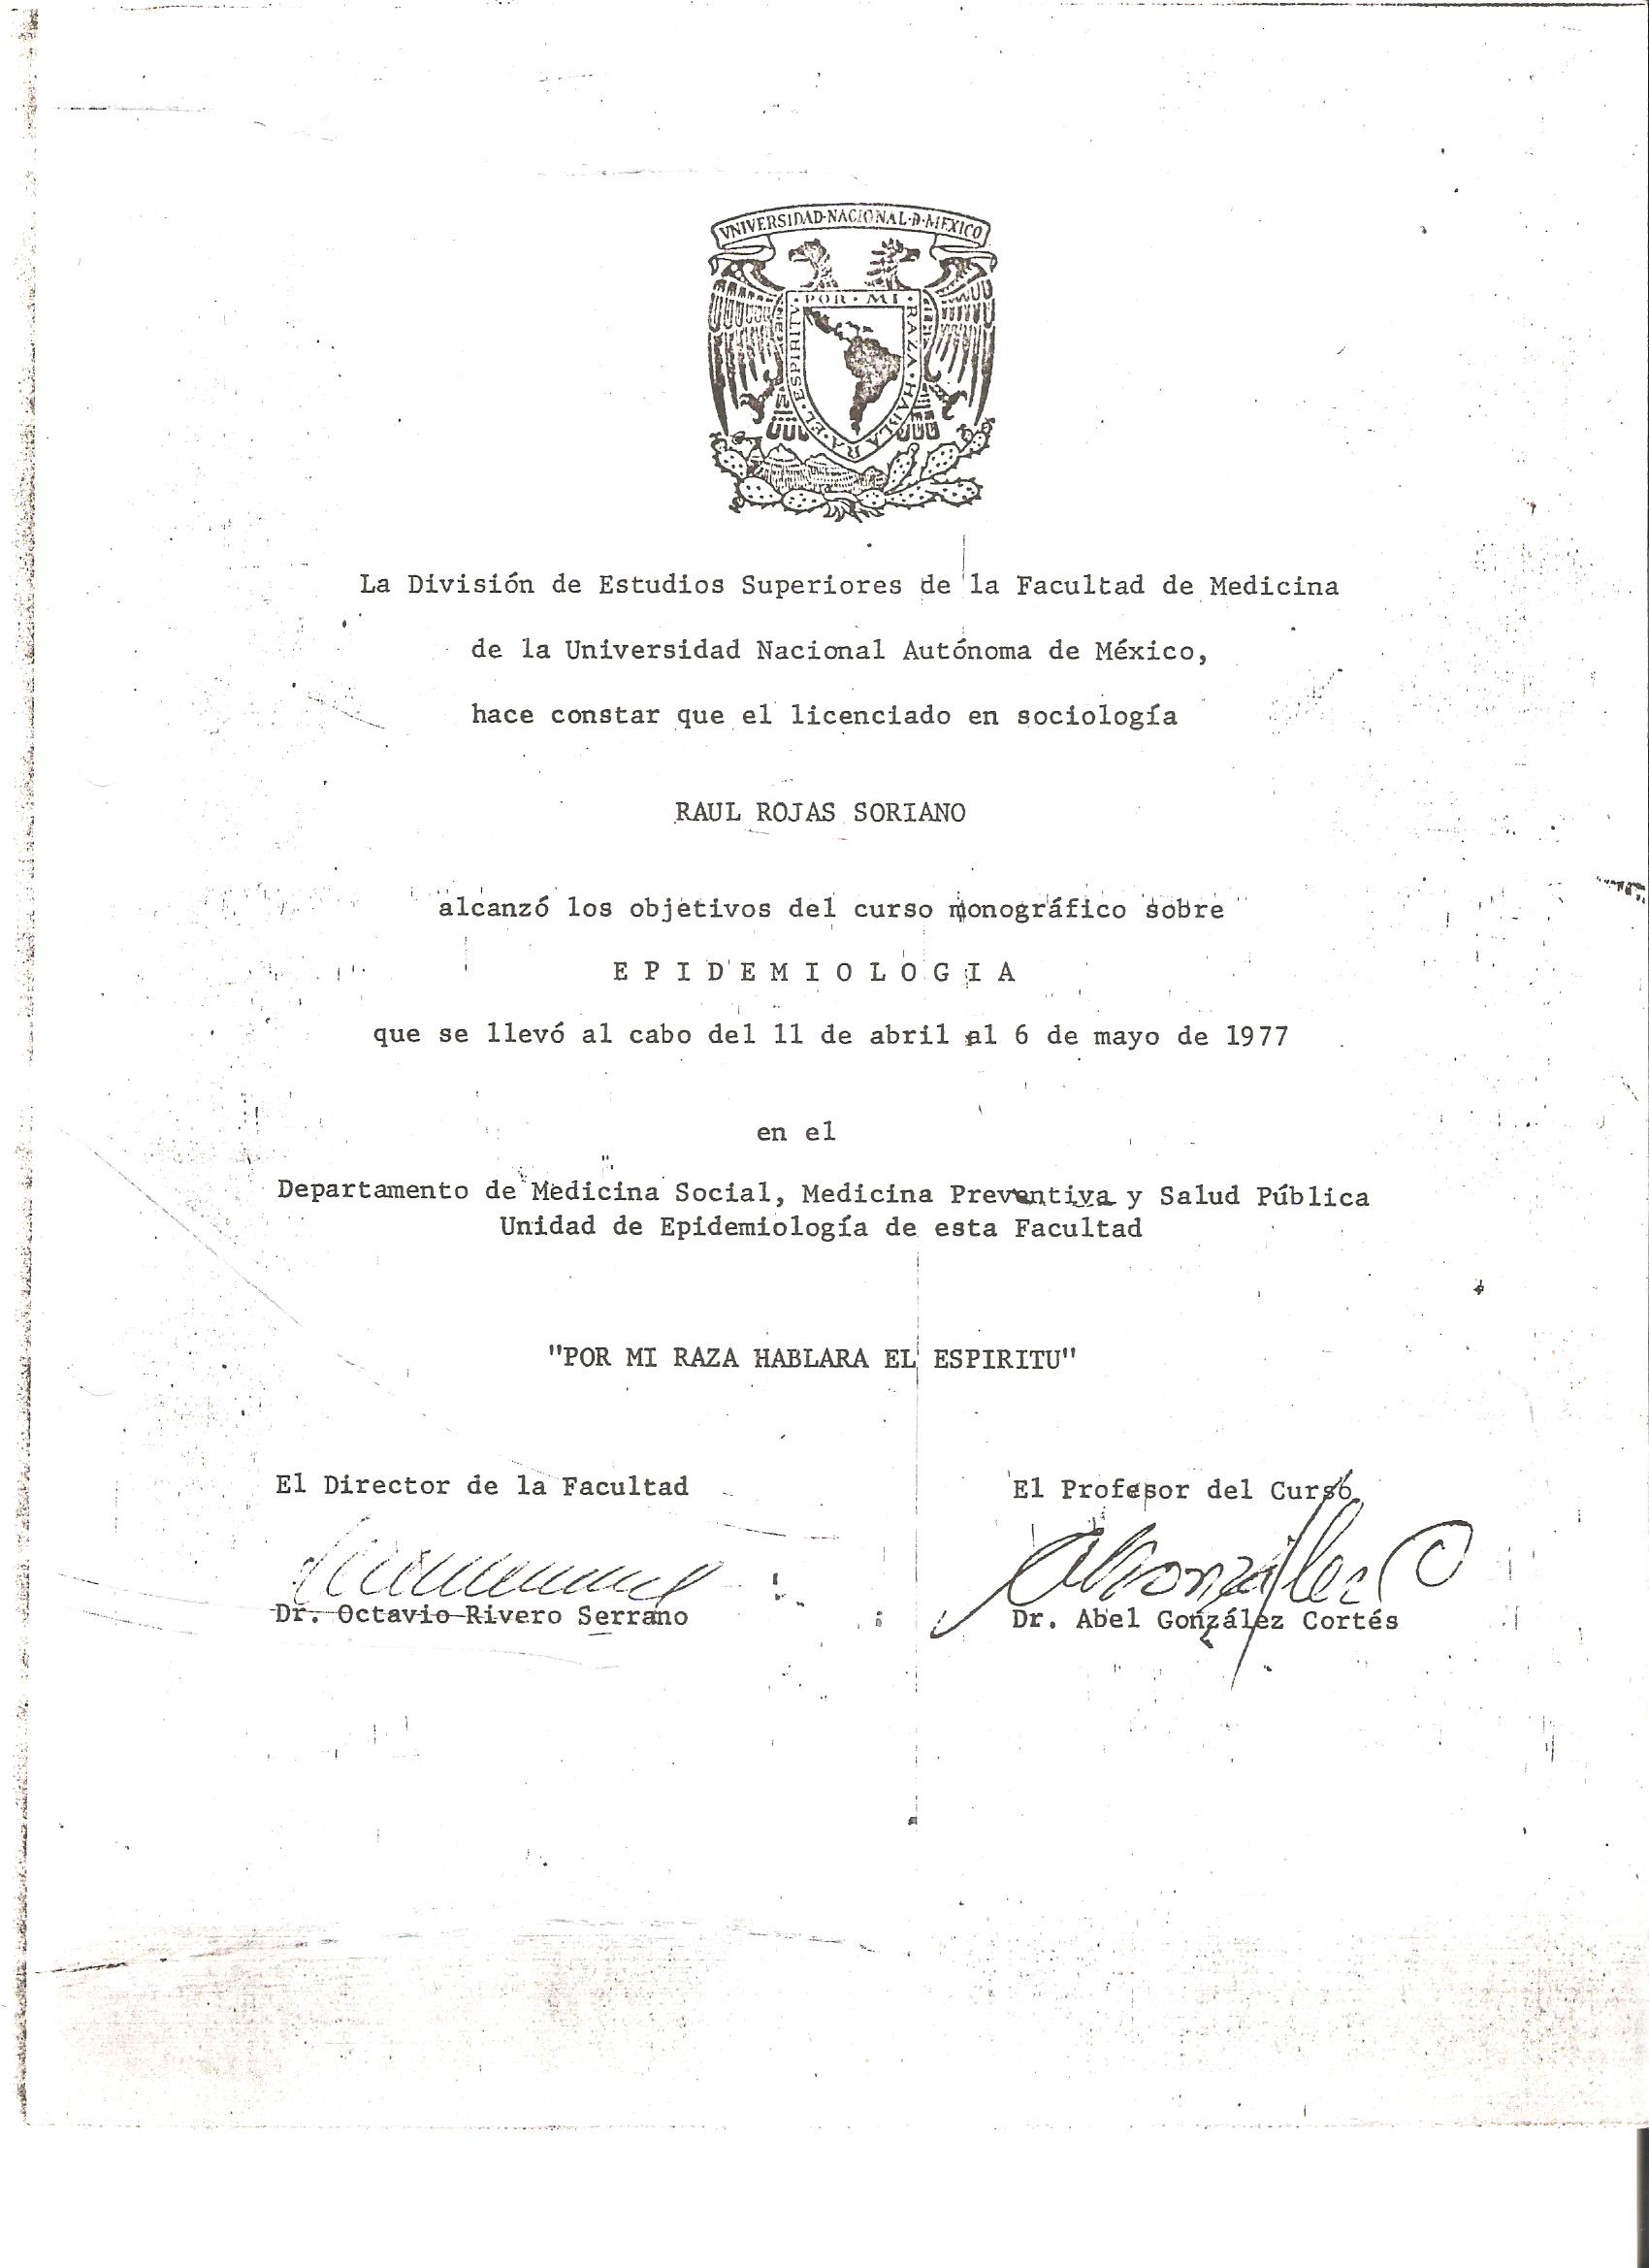 VNIVERSIDAD·NACIONAL·D·MEXICO
POR·MI·RAZA·HABLARA·EL·ESPIRITV
La División de Estudios Superiores de la Facultad de Medicina
de la Universidad Nacional Autónoma de México,
hace constar que el licenciado en sociología
RAUL ROJAS SORIANO
alcanzó los objetivos del curso monográfico sobre
E P I D E M I O L O G I A
que se llevó al cabo del 11 de abril al 6 de mayo de 1977
en el
Departamento de Medicina Social, Medicina Preventiva y Salud Pública
Unidad de Epidemiología de esta Facultad
"POR MI RAZA HABLARA EL ESPIRITU"
El Director de la Facultad
El Profesor del Curso
Dr. Octavio Rivero Serrano
Dr. Abel González Cortés